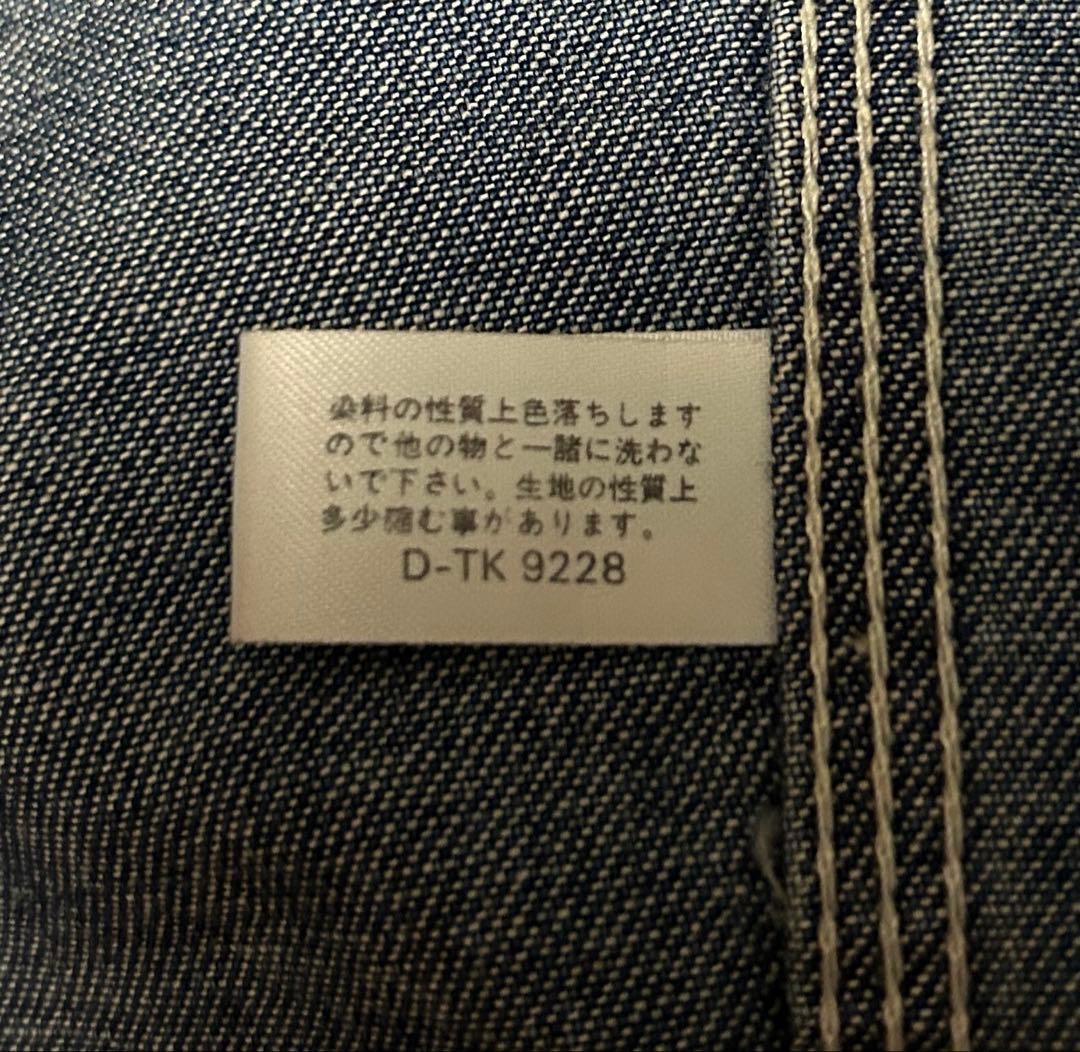 染料の性質上色落ちします
ので他の物と一諸に洗わな
いで下さい。生地の性質上
多少縮む事があります。
D-TK 9228